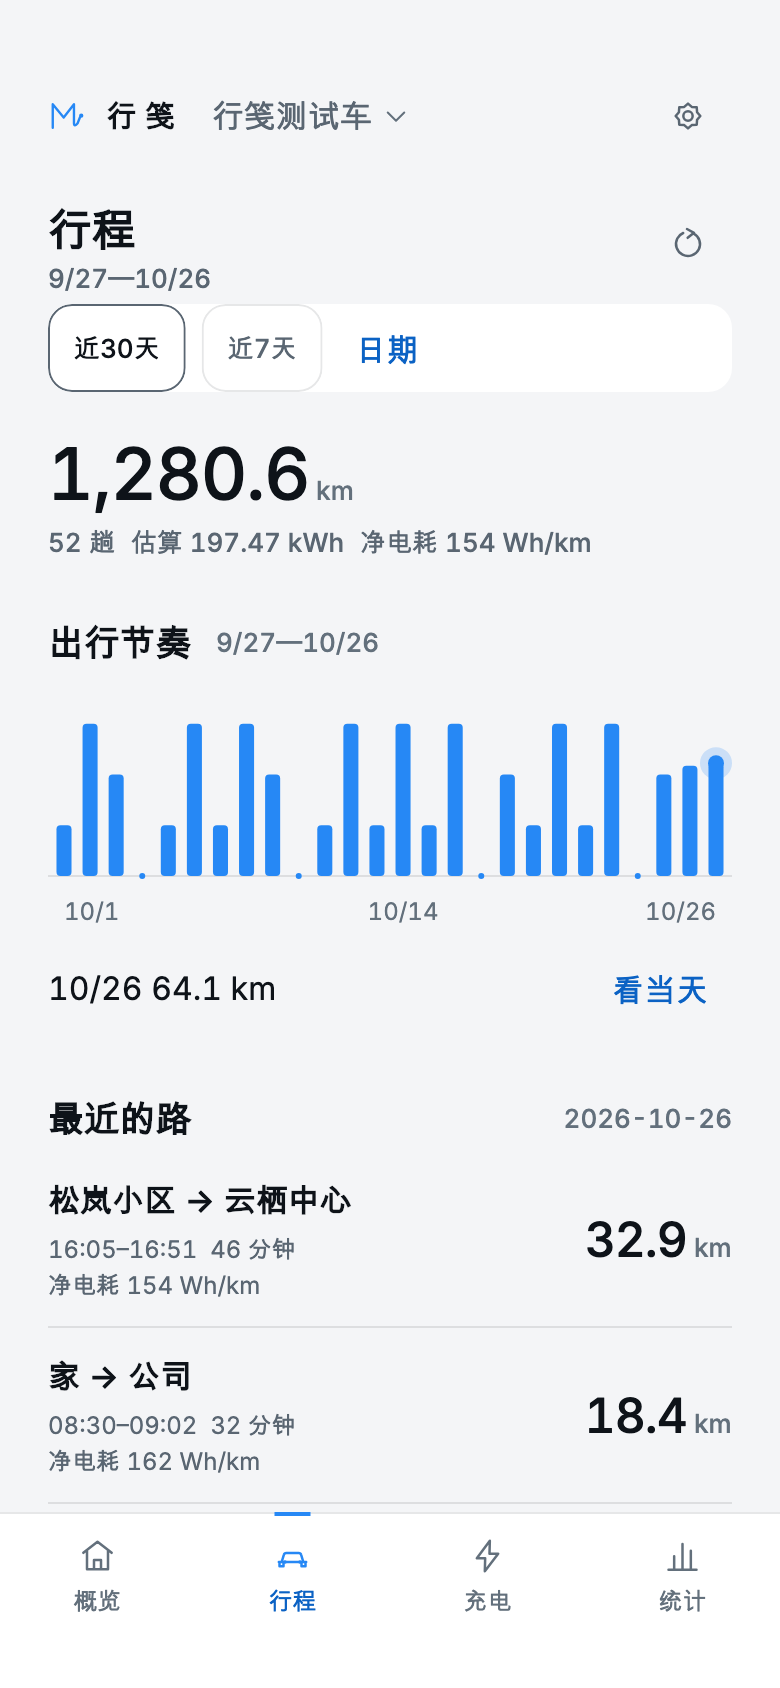 行笺 行笺测试车
行程
9/27—10/26
近30天 近7天 日期
1,280.6 km
52 趟 估算 197.47 kWh 净电耗 154 Wh/km
出行节奏 9/27—10/26
10/1 10/14 10/26
10/26 64.1 km 看当天
最近的路 2026-10-26
松岚小区 → 云栖中心
16:05–16:51 46 分钟
净电耗 154 Wh/km
32.9 km
家 → 公司
08:30–09:02 32 分钟
净电耗 162 Wh/km
18.4 km
概览 行程 充电 统计